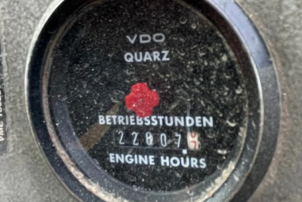 VDO
QUARZ
BETRIEBSSTUNDEN
22807
ENGINE HOURS